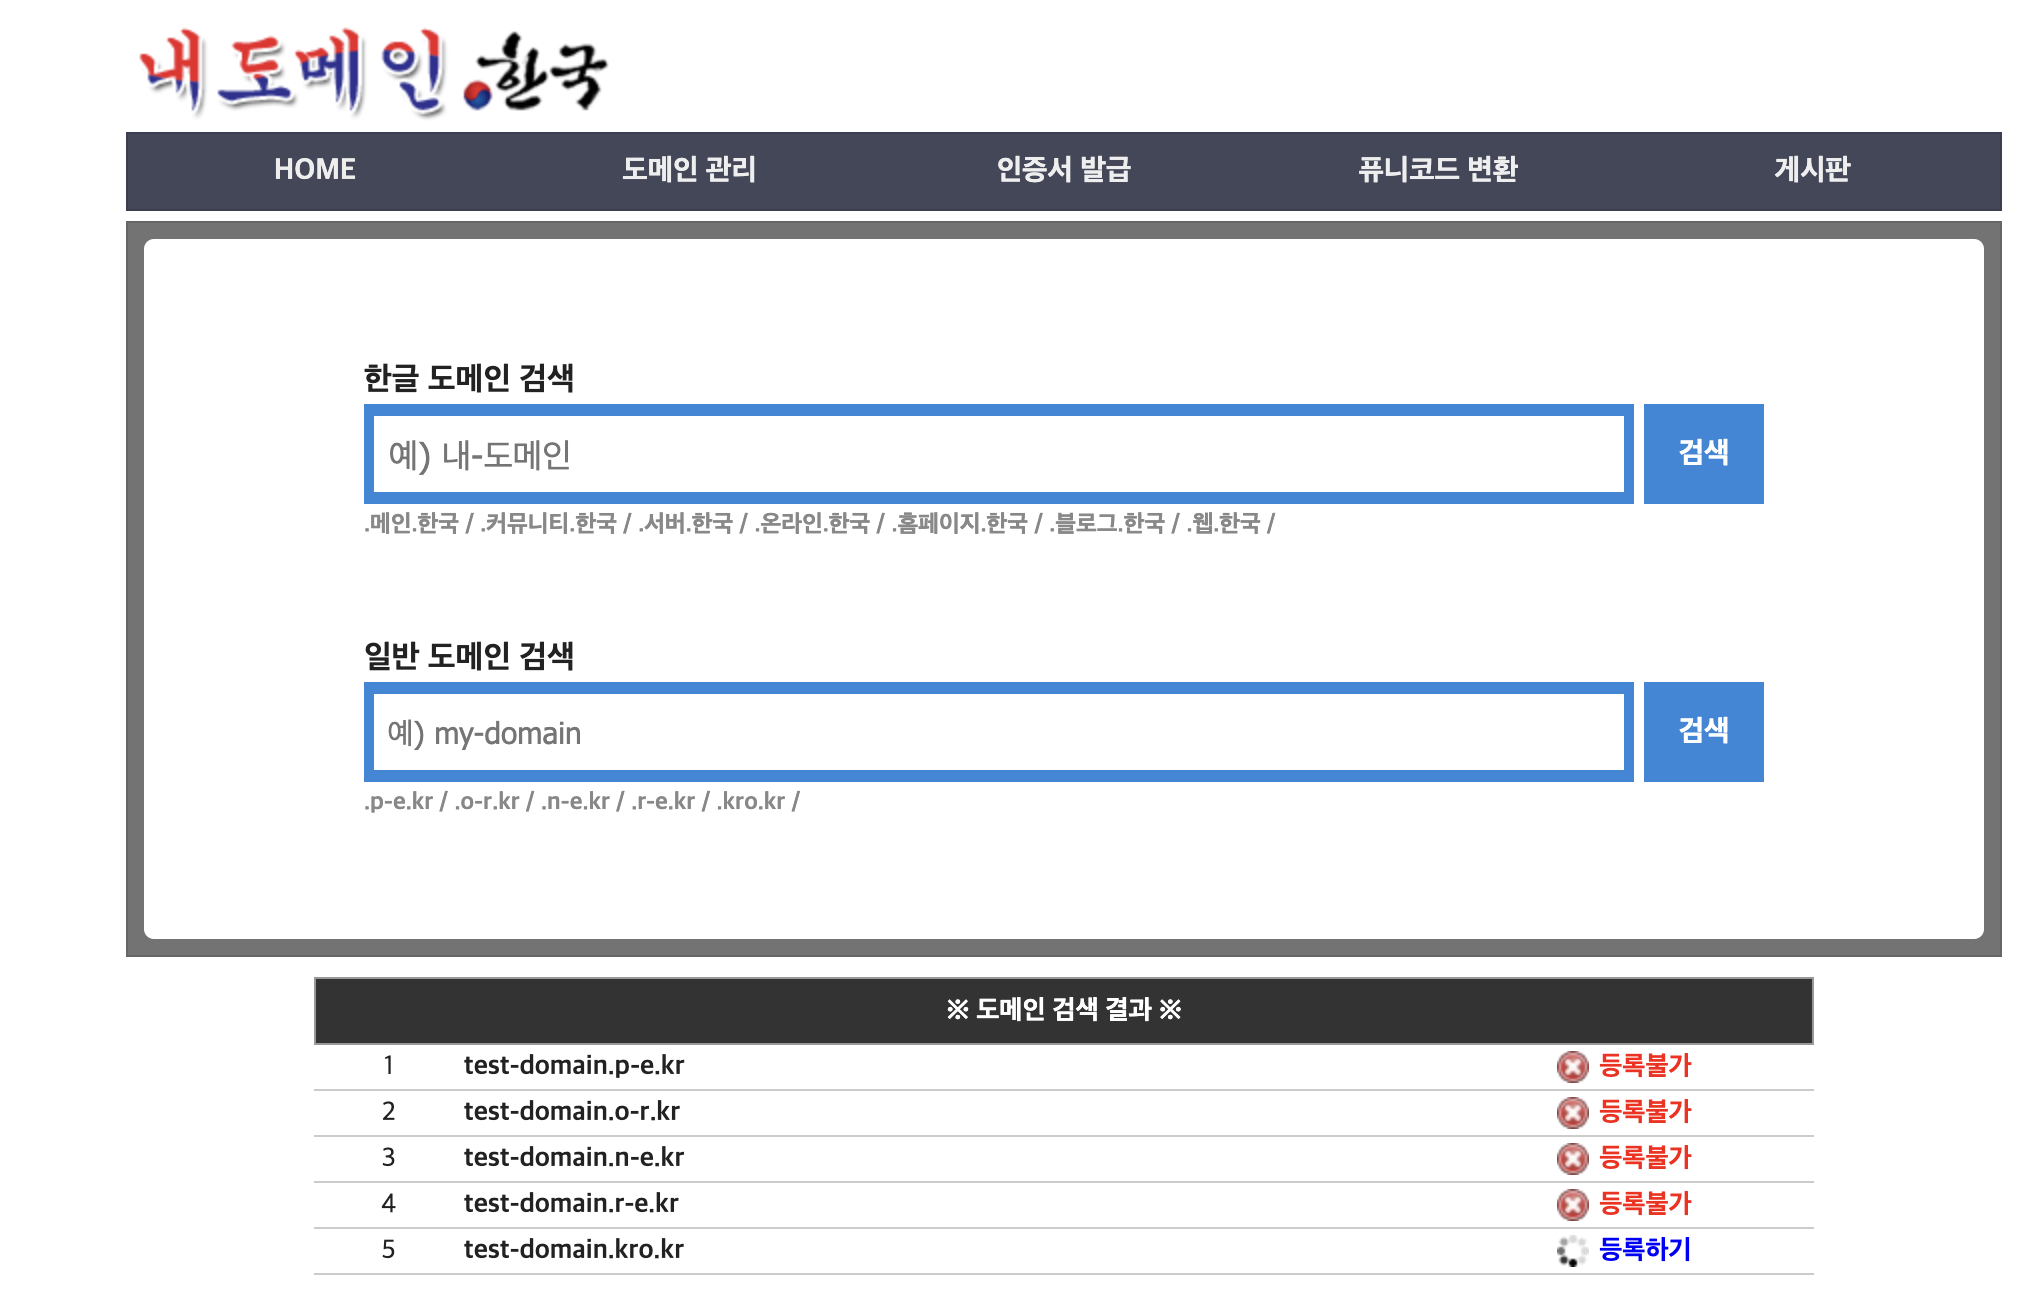 내 도메인 .한국
HOME 도메인 관리 인증서 발급 퓨니코드 변환 게시판
한글 도메인 검색
예) 내-도메인 검색
.메인.한국 / .커뮤니티.한국 / .서버.한국 / .온라인.한국 / .홈페이지.한국 / .블로그.한국 / .웹.한국 /
일반 도메인 검색
예) my-domain 검색
.p-e.kr / .o-r.kr / .n-e.kr / .r-e.kr / .kro.kr /
※ 도메인 검색 결과 ※
1 test-domain.p-e.kr 등록불가
2 test-domain.o-r.kr 등록불가
3 test-domain.n-e.kr 등록불가
4 test-domain.r-e.kr 등록불가
5 test-domain.kro.kr 등록하기